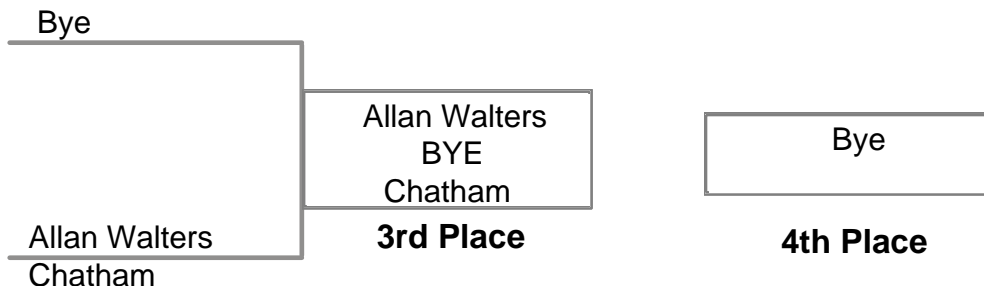 Bye
Allan Walters
BYE
Chatham
3rd Place
Bye
4th Place
Allan Walters
Chatham